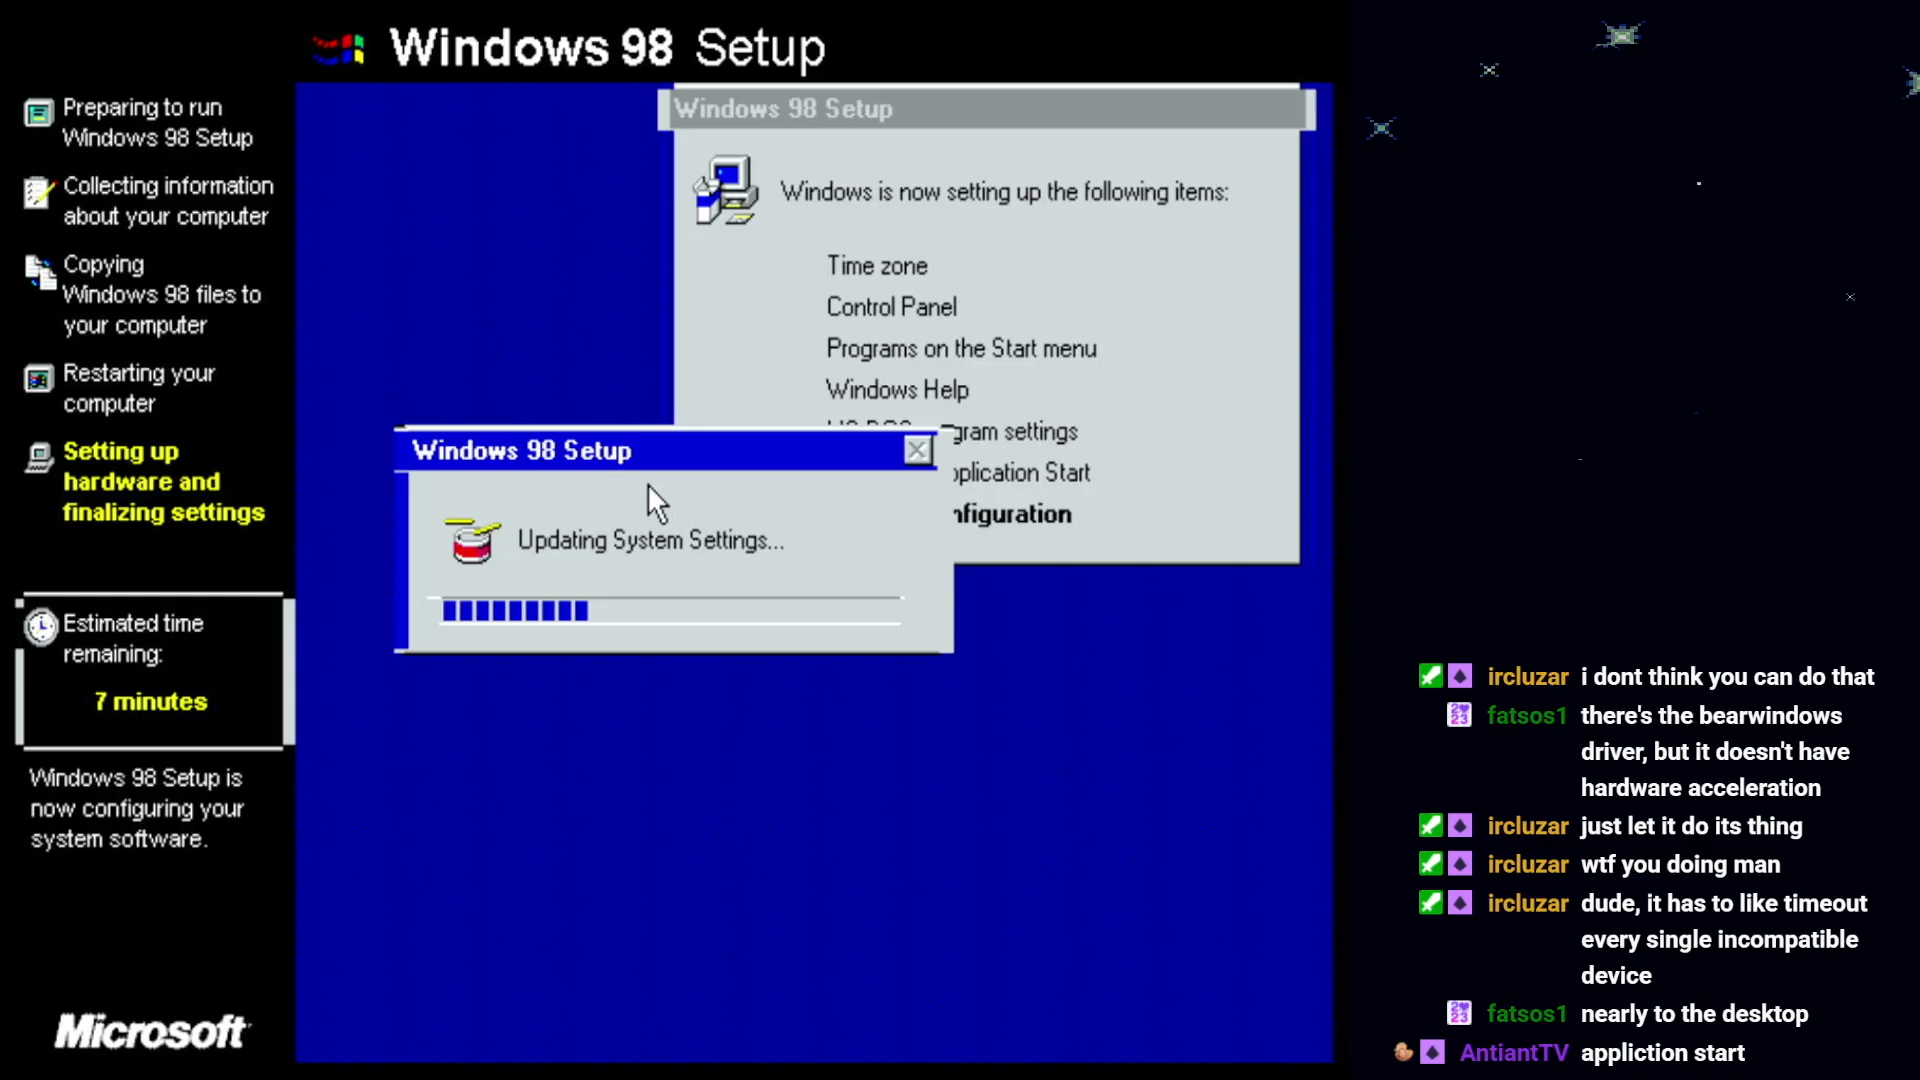 Windows 98 Setup
Preparing to run
Windows 98 Setup
Collecting information
about your computer
Copying
Windows 98 files to
your computer
Restarting your
computer
Setting up
hardware and
finalizing settings
Estimated time
remaining:
7 minutes
Windows 98 Setup is
now configuring your
system software.
Microsoft
Windows 98 Setup
Windows is now setting up the following items:
Time zone
Control Panel
Programs on the Start menu
Windows Help
settings
Start
Windows 98 Setup
Updating System Settings...
ircluzar i dont think you can do that
fatsos1 there's the bearwindows
driver, but it doesn't have
hardware acceleration
ircluzar just let it do its thing
ircluzar wtf you doing man
ircluzar dude, it has to like timeout
every single incompatible
device
fatsos1 nearly to the desktop
AntiantTV appliction start